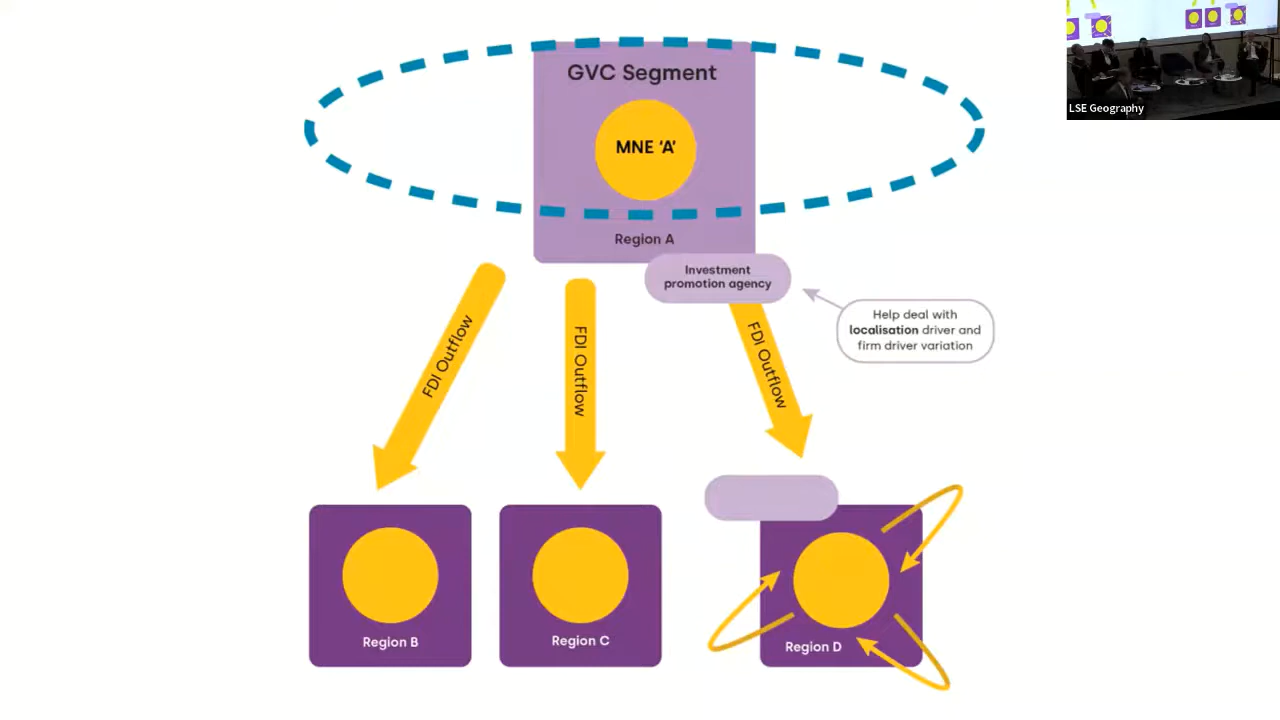 GVC Segment
MNE ‘A’
Region A
Investment
promotion agency
Help deal with
localisation driver and
firm driver variation
FDI Outflow
FDI Outflow
FDI Outflow
Region B
Region C
Region D
LSE Geography